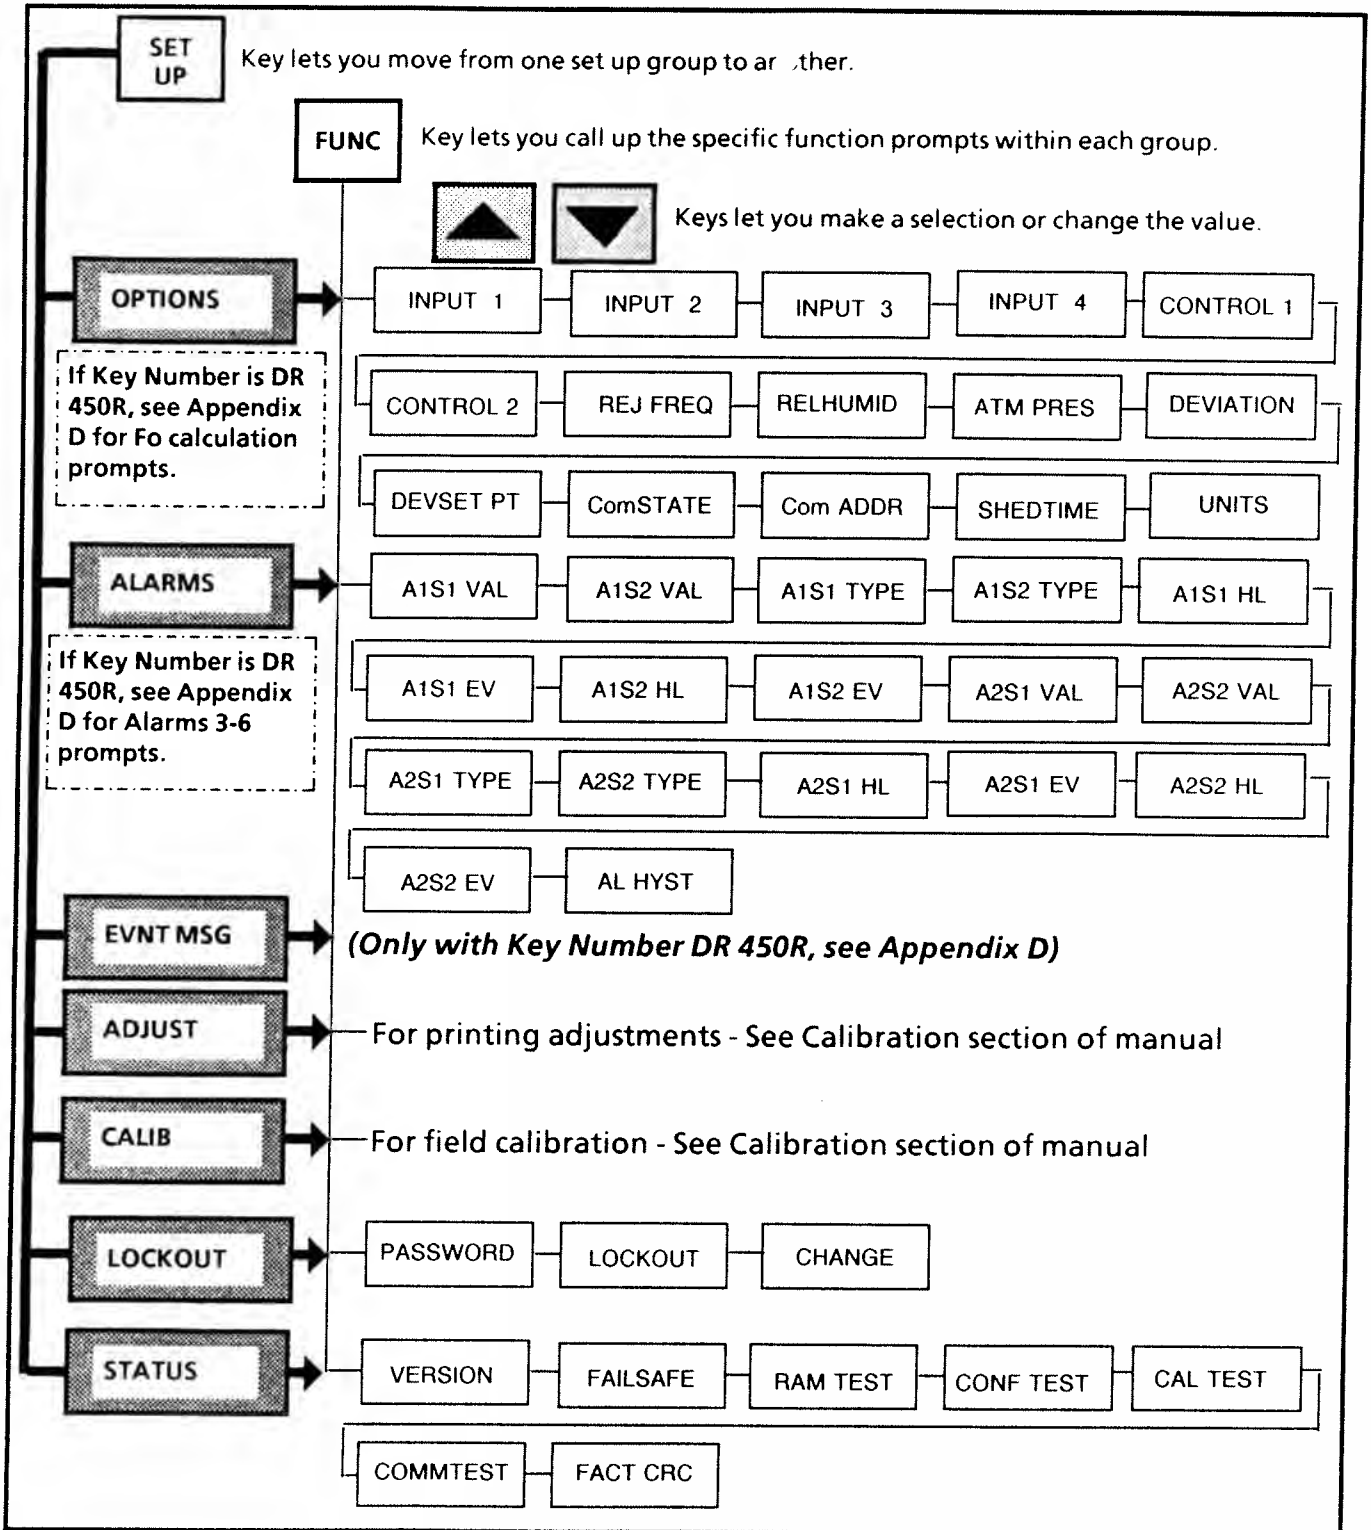 SET
UP
Key lets you move from one set up group to ar ther.
FUNC
Key lets you call up the specific function prompts within each group.
Keys let you make a selection or change the value.
OPTIONS
INPUT 1
INPUT 2
INPUT 3
INPUT 4
CONTROL 1
If Key Number is DR
450R, see Appendix
D for Fo calculation
prompts.
CONTROL 2
REJ FREQ
RELHUMID
ATM PRES
DEVIATION
DEVSET PT
ComSTATE
Com ADDR
SHEDTIME
UNITS
ALARMS
A1S1 VAL
A1S2 VAL
A1S1 TYPE
A1S2 TYPE
A1S1 HL
If Key Number is DR
450R, see Appendix
D for Alarms 3-6
prompts.
A1S1 EV
A1S2 HL
A1S2 EV
A2S1 VAL
A2S2 VAL
A2S1 TYPE
A2S2 TYPE
A2S1 HL
A2S1 EV
A2S2 HL
A2S2 EV
AL HYST
EVNT MSG
(Only with Key Number DR 450R, see Appendix D)
ADJUST
For printing adjustments - See Calibration section of manual
CALIB
For field calibration - See Calibration section of manual
LOCKOUT
PASSWORD
LOCKOUT
CHANGE
STATUS
VERSION
FAILSAFE
RAM TEST
CONF TEST
CAL TEST
COMMTEST
FACT CRC